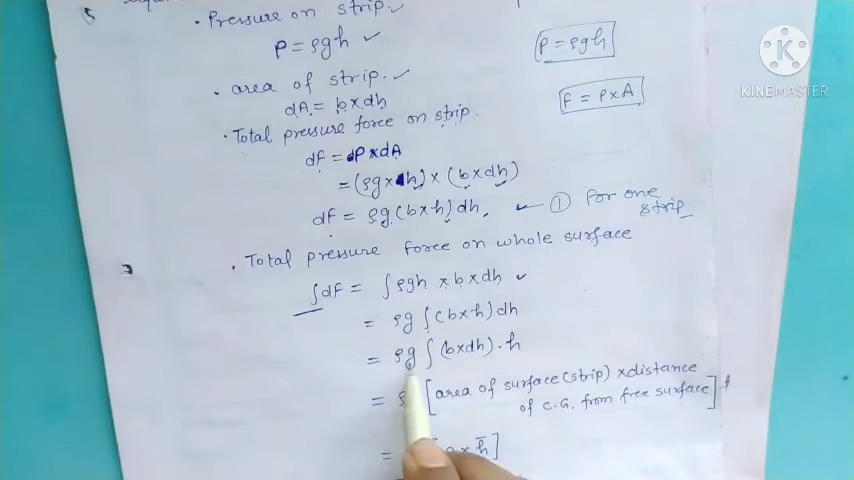 • Pressure on strip. ✓
P = ρgh ✓
P = ρgh
• area of strip. ✓
dA = b×dh
F = P×A
• Total pressure force on strip.
dF = P×dA
= (ρg×h) × (b×dh)
dF = ρg (b×h) dh. ← ① For one strip
• Total pressure force on whole surface
∫dF = ∫ρgh × b×dh ✓
= ρg ∫(b×h) dh
= ρg ∫(b×dh)·h
= ρ [area of surface (strip) × distance
of C.G. from free surface]
= × h̄]
KINEMASTER